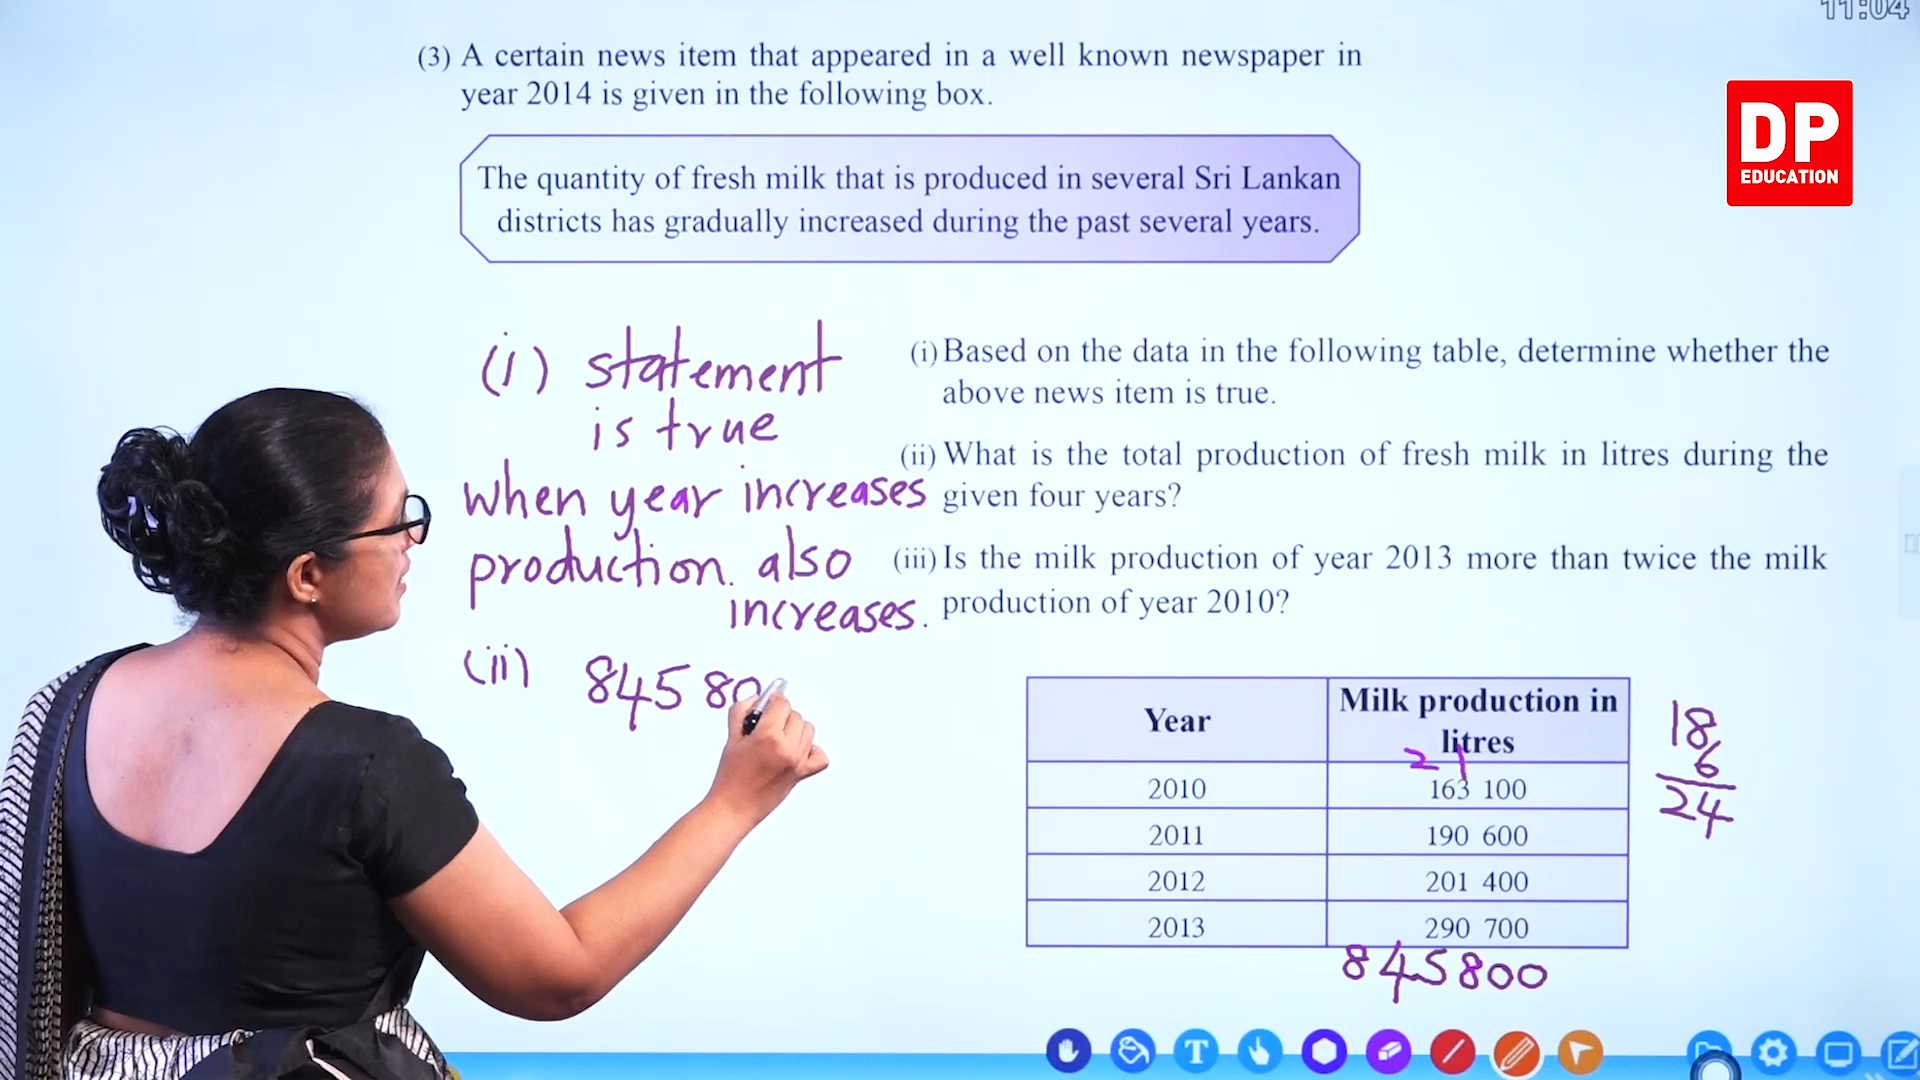 11:04
(3) A certain news item that appeared in a well known newspaper in
year 2014 is given in the following box.
DP
EDUCATION
The quantity of fresh milk that is produced in several Sri Lankan
districts has gradually increased during the past several years.
(i) statement
is true
when year increases
production. also
increases.
(ii) 84580
(i) Based on the data in the following table, determine whether the
above news item is true.
(ii) What is the total production of fresh milk in litres during the
given four years?
(iii) Is the milk production of year 2013 more than twice the milk
production of year 2010?
Year Milk production in
litres
2 1
2010 163 100
2011 190 600
2012 201 400
2013 290 700
845800
18
6
24
T